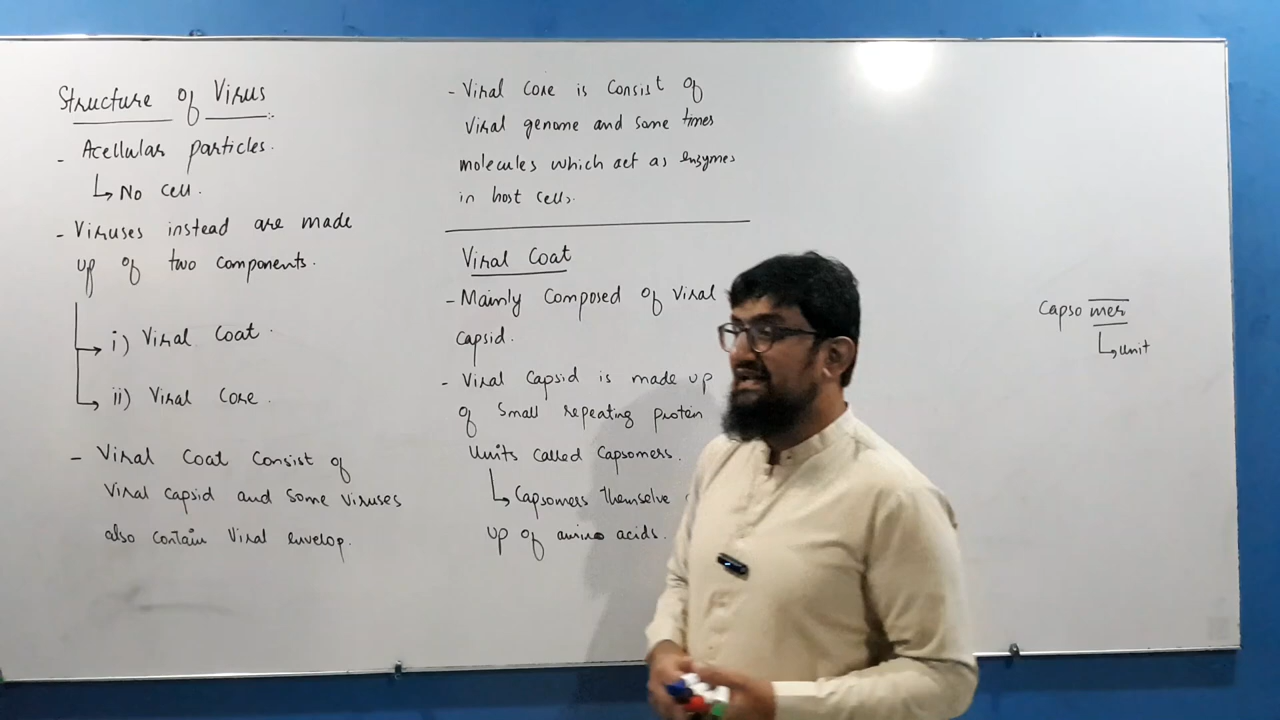 Structure of Virus
- Acellular particles.
↳ No cell.
- Viruses instead are made
up of two components.
i) Viral Coat.
ii) Viral Core.
- Viral Coat Consist of
Viral capsid and some viruses
also contain Viral envelop.
- Viral Core is Consist of
Viral genome and some times
molecules which act as enzymes
in host cells.
Viral Coat
- Mainly Composed of Viral
capsid.
- Viral Capsid is made up
of Small repeating protein
Units called Capsomers.
↳ Capsomers themselve
up of amino acids.
Capsomer
↳ unit